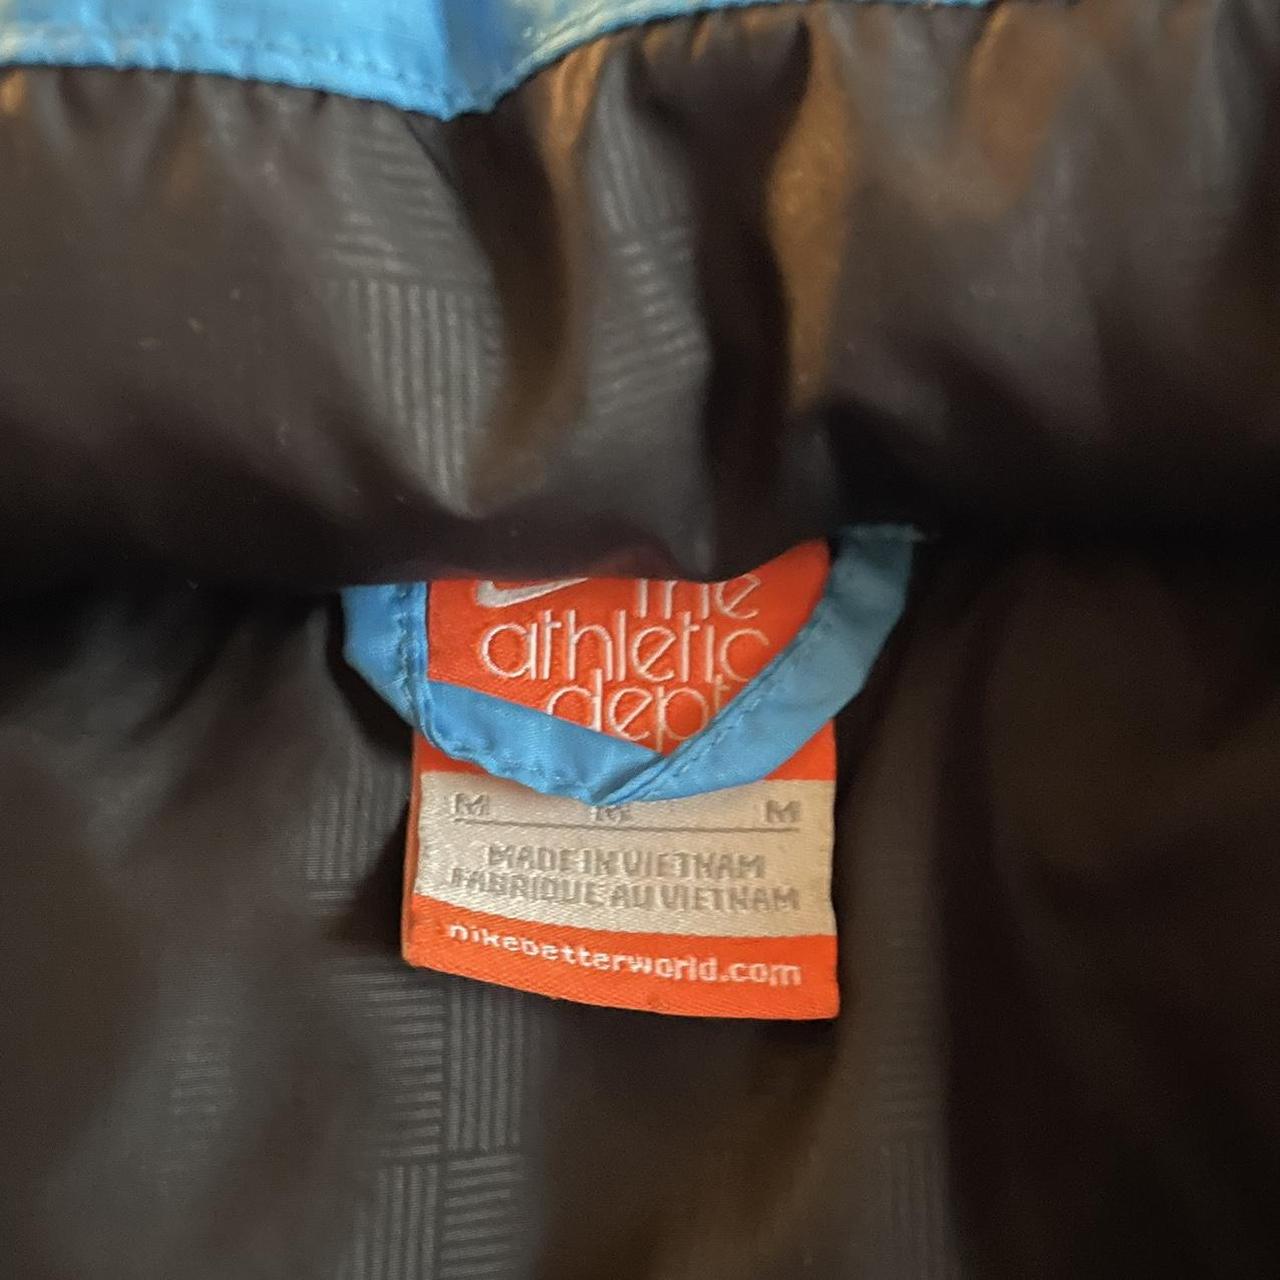 the
athletic
dept
M M M
MADE IN VIETNAM
FABRIQUE AU VIETNAM
nikebetterworld.com